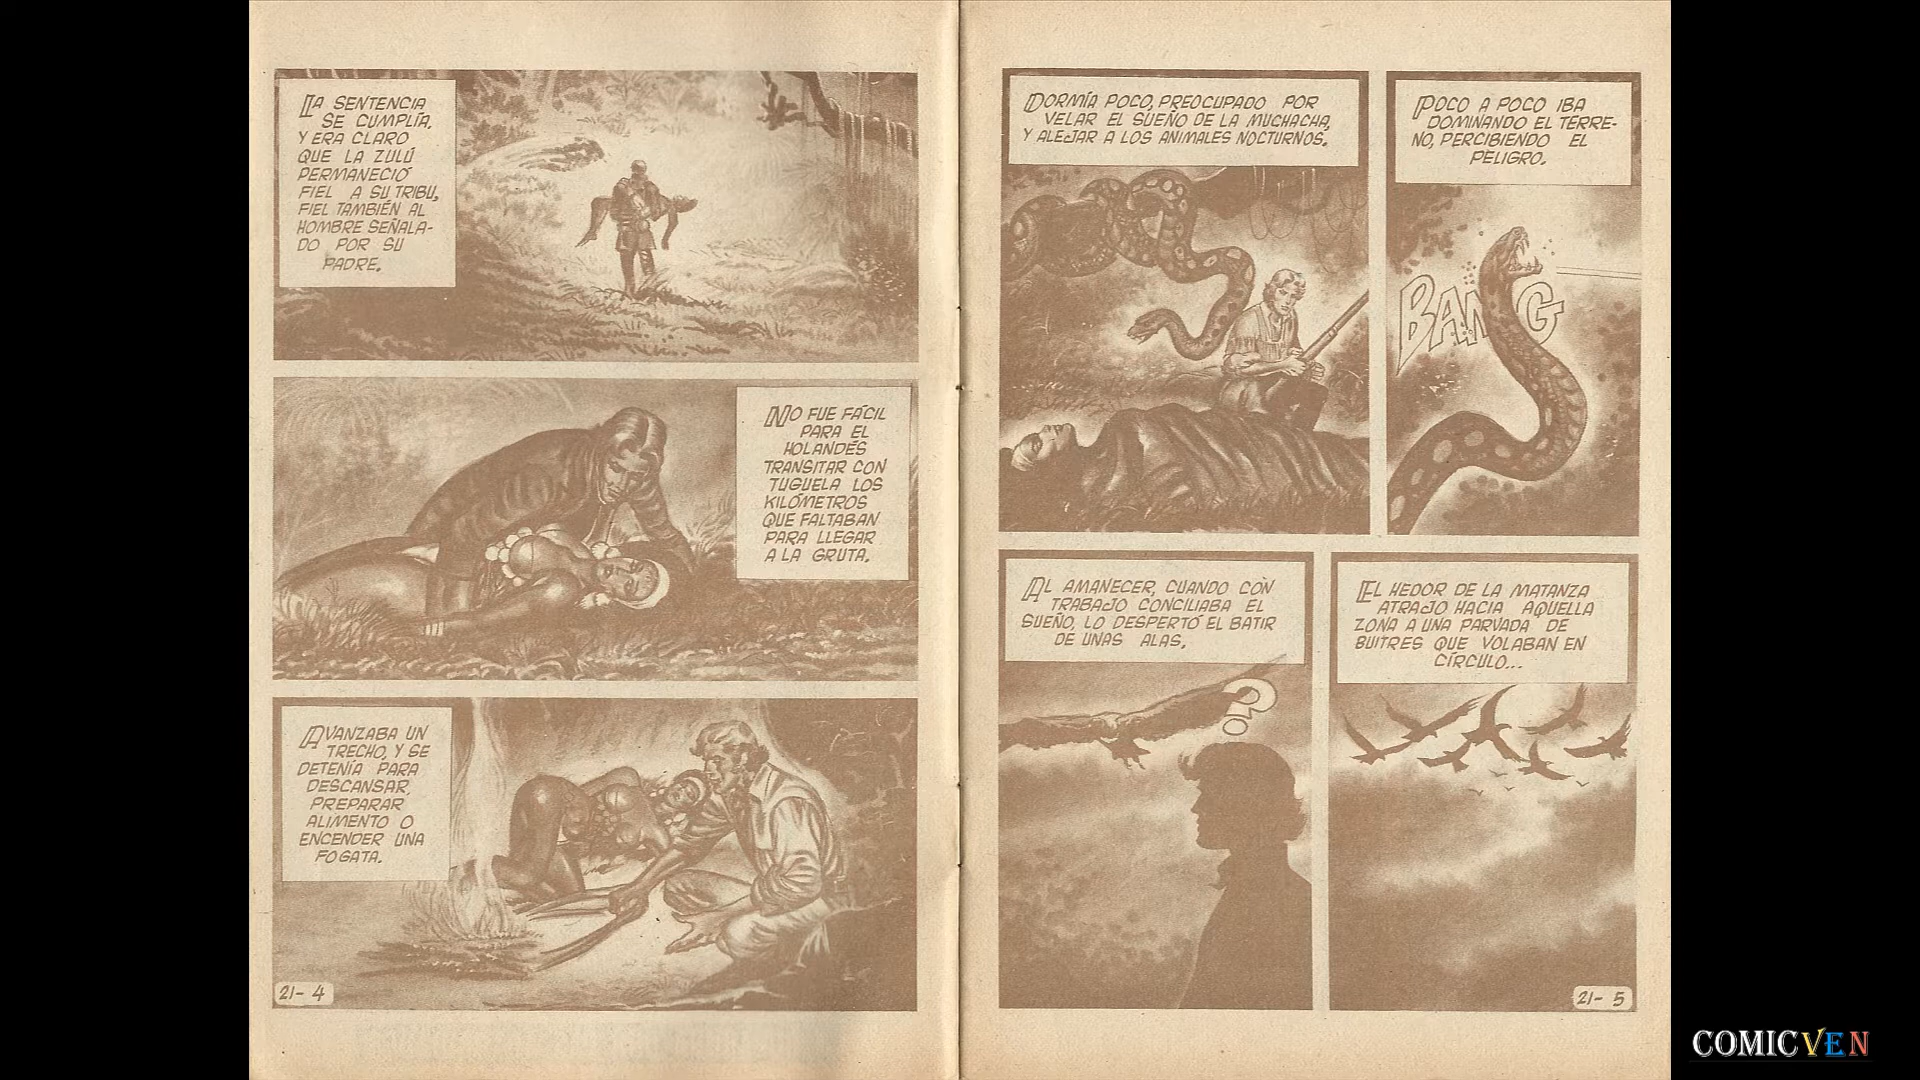 LA SENTENCIA
SE CUMPLÍA,
Y ERA CLARO
QUE LA ZULÚ
PERMANECIÓ
FIEL A SU TRIBU,
FIEL TAMBIÉN AL
HOMBRE SEÑALA-
DO POR SU
PADRE.
NO FUE FÁCIL
PARA EL
HOLANDÉS
TRANSITAR CON
TUGUELA LOS
KILÓMETROS
QUE FALTABAN
PARA LLEGAR
A LA GRUTA.
AVANZABA UN
TRECHO, Y SE
DETENÍA PARA
DESCANSAR,
PREPARAR
ALIMENTO O
ENCENDER UNA
FOGATA.
21- 4
DORMÍA POCO, PREOCUPADO POR
VELAR EL SUEÑO DE LA MUCHACHA,
Y ALEJAR A LOS ANIMALES NOCTURNOS.
POCO A POCO IBA
DOMINANDO EL TERRE-
NO, PERCIBIENDO EL
PELIGRO.
BANG
AL AMANECER, CUANDO CON
TRABAJO CONCILIABA EL
SUEÑO, LO DESPERTÓ EL BATIR
DE UNAS ALAS.
?
EL HEDOR DE LA MATANZA
ATRAJO HACIA AQUELLA
ZONA A UNA PARVADA DE
BUITRES QUE VOLABAN EN
CÍRCULO...
21- 5
COMICVEN